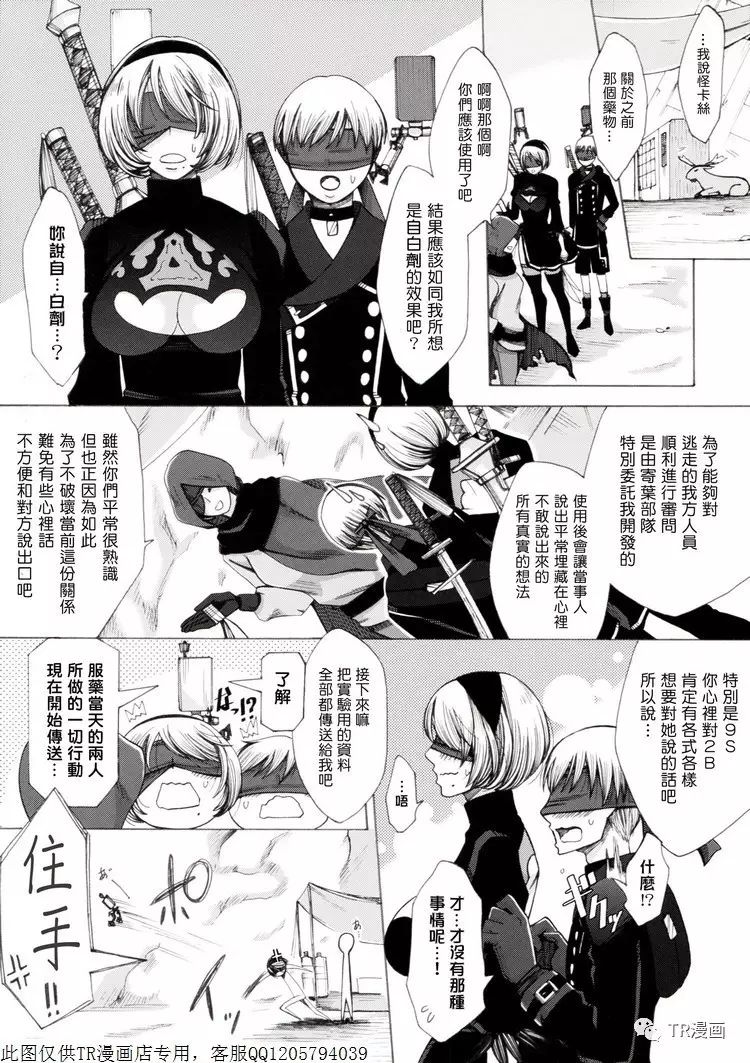 …我說怪卡絲
關於之前
那個藥物…
啊啊那個啊
你們應該使用了吧
結果應該如同我所想
是自白劑的效果吧？
妳說自…白劑…？
為了能夠對
逃走的我方人員
順利進行審問
是由寄葉部隊
特別委託我開發的
使用後會讓當事人
說出平常埋藏在心裡
不敢說出來的
所有真實的想法
雖然你們平常很熟識
但也正因為如此
為了不破壞當前這份關係
難免有些心裡話
不方便和對方說出口吧
特別是9S
你心裡對2B
肯定有各式各樣
想要對她說的話吧
所以說…
什麼!?
…唔
才…才沒有那種
事情呢…！
接下來嘛
把實驗用的資料
全部都傳送給我吧
なっ!?
了解
服藥當天的兩人
所做的一切行動
現在開始傳送…
住手!!
ポイッ
TR漫画
此图仅供TR漫画店专用，客服QQ1205794039